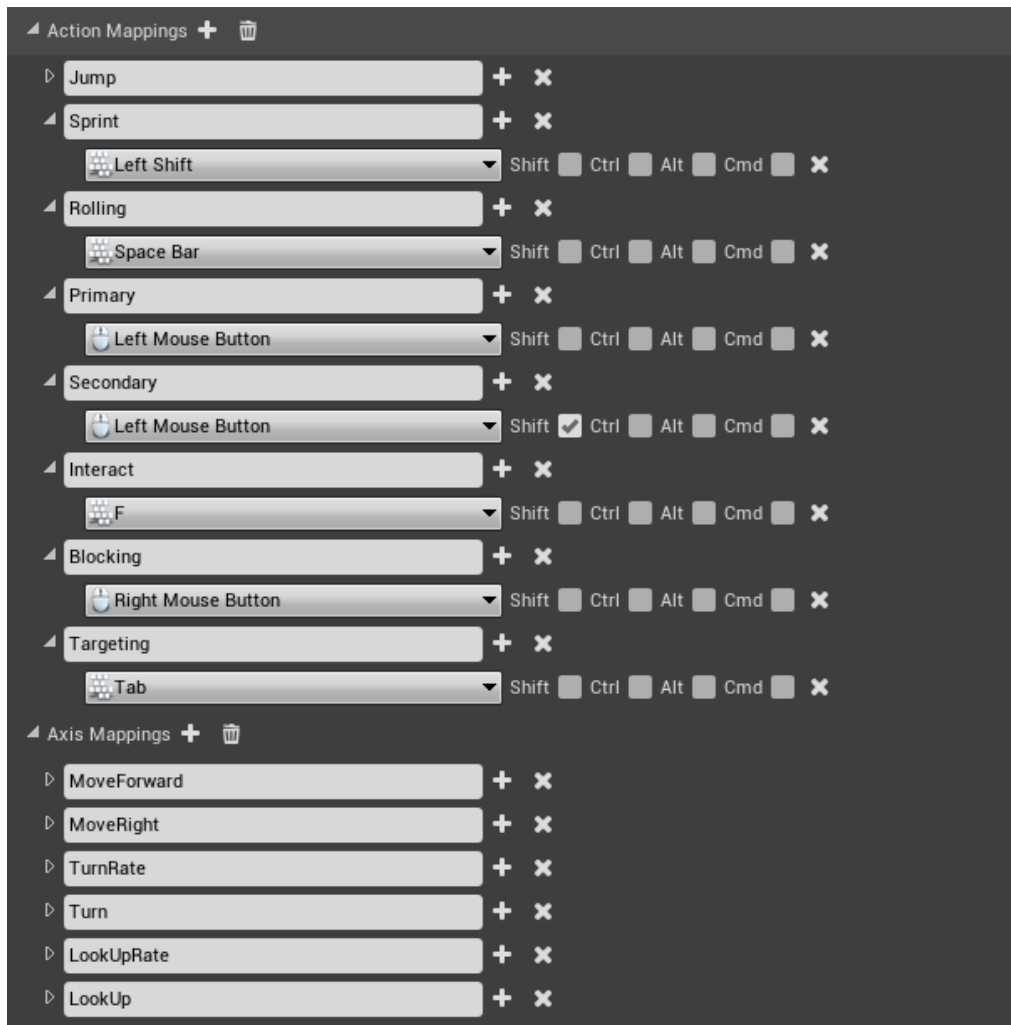 Action Mappings
Jump
Sprint
Left Shift Shift Ctrl Alt Cmd
Rolling
Space Bar Shift Ctrl Alt Cmd
Primary
Left Mouse Button Shift Ctrl Alt Cmd
Secondary
Left Mouse Button Shift Ctrl Alt Cmd
Interact
F Shift Ctrl Alt Cmd
Blocking
Right Mouse Button Shift Ctrl Alt Cmd
Targeting
Tab Shift Ctrl Alt Cmd
Axis Mappings
MoveForward
MoveRight
TurnRate
Turn
LookUpRate
LookUp